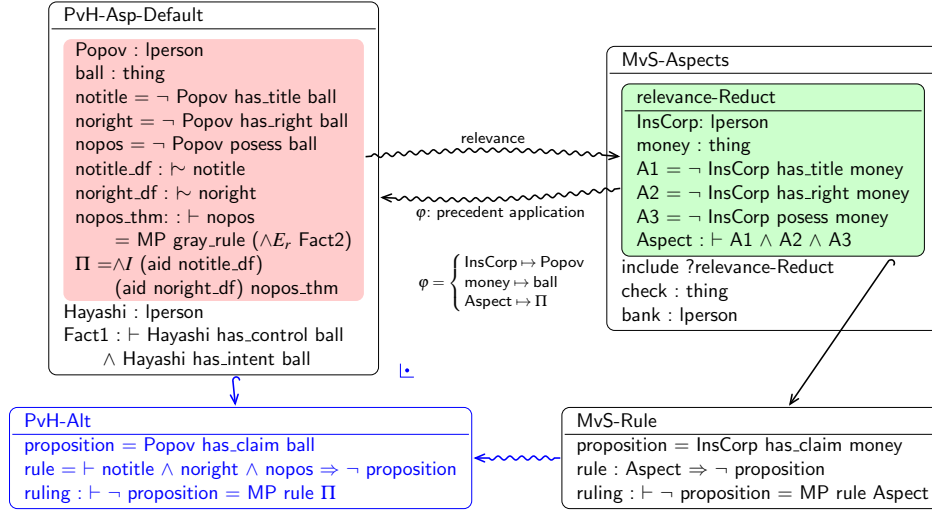 PvH-Asp-Default
Popov : Iperson
ball : thing
notitle = ¬ Popov has_title ball
noright = ¬ Popov has_right ball
nopos = ¬ Popov posess ball
notitle_df : |∼ notitle
noright_df : |∼ noright
nopos_thm: : ⊢ nopos
= MP gray_rule (∧E_r Fact2)
Π =∧I (aid notitle_df)
(aid noright_df) nopos_thm
Hayashi : Iperson
Fact1 : ⊢ Hayashi has_control ball
∧ Hayashi has_intent ball
relevance
φ: precedent application
φ = { InsCorp ↦ Popov
money ↦ ball
Aspect ↦ Π
MvS-Aspects
relevance-Reduct
InsCorp: Iperson
money : thing
A1 = ¬ InsCorp has_title money
A2 = ¬ InsCorp has_right money
A3 = ¬ InsCorp posess money
Aspect : ⊢ A1 ∧ A2 ∧ A3
include ?relevance-Reduct
check : thing
bank : Iperson
PvH-Alt
proposition = Popov has_claim ball
rule = ⊢ notitle ∧ noright ∧ nopos ⇒ ¬ proposition
ruling : ⊢ ¬ proposition = MP rule Π
MvS-Rule
proposition = InsCorp has_claim money
rule : Aspect ⇒ ¬ proposition
ruling : ⊢ ¬ proposition = MP rule Aspect